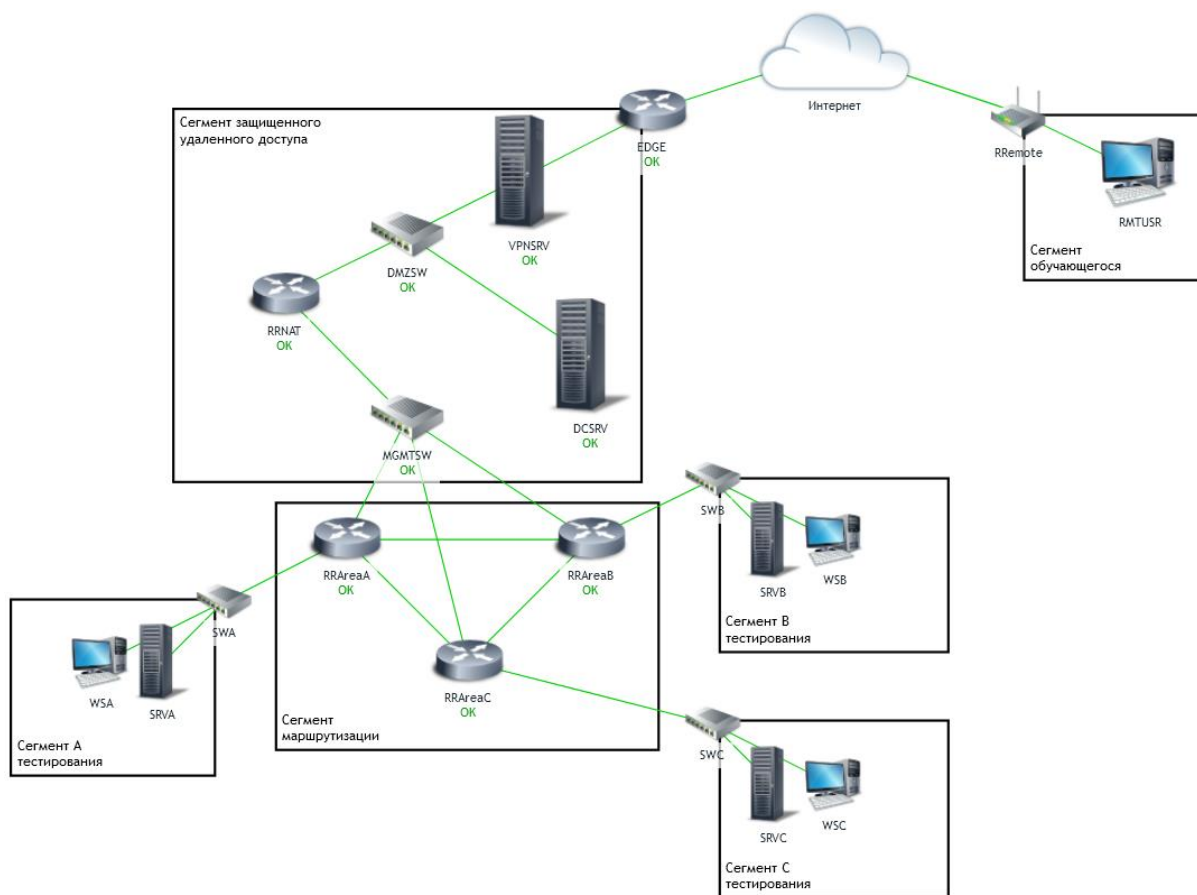 Сегмент защищенного
удаленного доступа
Интернет
EDGE
OK
RRemote
RMTUSR
Сегмент
обучающегося
VPNSRV
OK
DMZSW
OK
RRNAT
OK
DCSRV
OK
MGMTSW
OK
SWB
SRVB
WSB
Сегмент B
тестирования
RRAreaA
OK
RRAreaB
OK
RRAreaC
OK
Сегмент
маршрутизации
SWA
WSA
SRVA
Сегмент А
тестирования
SWC
SRVC
WSC
Сегмент С
тестирования